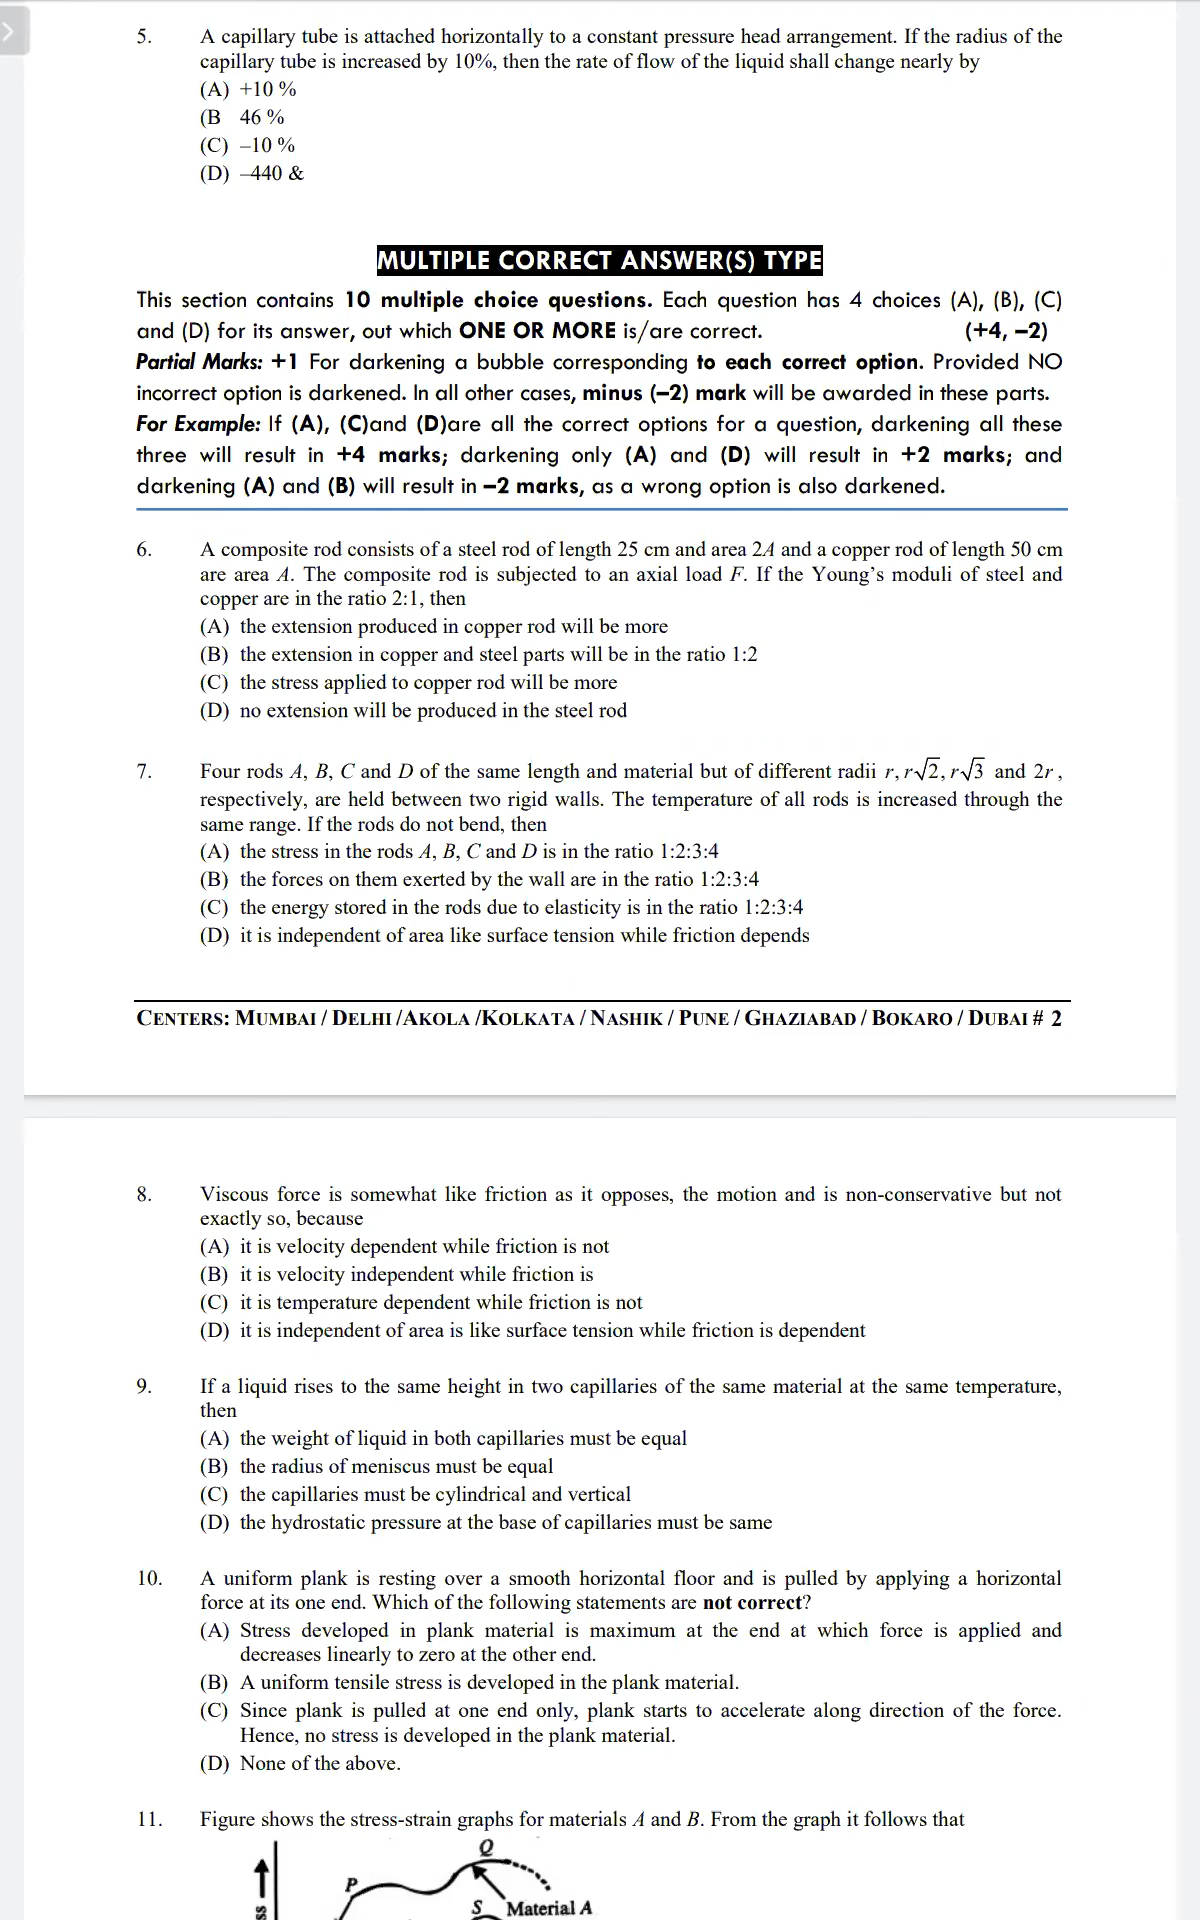 5. A capillary tube is attached horizontally to a constant pressure head arrangement. If the radius of the
capillary tube is increased by 10%, then the rate of flow of the liquid shall change nearly by
(A) +10 %
(B 46 %
(C) –10 %
(D) –440 &
MULTIPLE CORRECT ANSWER(S) TYPE
This section contains 10 multiple choice questions. Each question has 4 choices (A), (B), (C)
and (D) for its answer, out which ONE OR MORE is/are correct. (+4, –2)
Partial Marks: +1 For darkening a bubble corresponding to each correct option. Provided NO
incorrect option is darkened. In all other cases, minus (–2) mark will be awarded in these parts.
For Example: If (A), (C)and (D)are all the correct options for a question, darkening all these
three will result in +4 marks; darkening only (A) and (D) will result in +2 marks; and
darkening (A) and (B) will result in –2 marks, as a wrong option is also darkened.
6. A composite rod consists of a steel rod of length 25 cm and area 2A and a copper rod of length 50 cm
are area A. The composite rod is subjected to an axial load F. If the Young’s moduli of steel and
copper are in the ratio 2:1, then
(A) the extension produced in copper rod will be more
(B) the extension in copper and steel parts will be in the ratio 1:2
(C) the stress applied to copper rod will be more
(D) no extension will be produced in the steel rod
7. Four rods A, B, C and D of the same length and material but of different radii r, r√2, r√3 and 2r ,
respectively, are held between two rigid walls. The temperature of all rods is increased through the
same range. If the rods do not bend, then
(A) the stress in the rods A, B, C and D is in the ratio 1:2:3:4
(B) the forces on them exerted by the wall are in the ratio 1:2:3:4
(C) the energy stored in the rods due to elasticity is in the ratio 1:2:3:4
(D) it is independent of area like surface tension while friction depends
CENTERS: MUMBAI / DELHI /AKOLA /KOLKATA / NASHIK / PUNE / GHAZIABAD / BOKARO / DUBAI # 2
8. Viscous force is somewhat like friction as it opposes, the motion and is non-conservative but not
exactly so, because
(A) it is velocity dependent while friction is not
(B) it is velocity independent while friction is
(C) it is temperature dependent while friction is not
(D) it is independent of area is like surface tension while friction is dependent
9. If a liquid rises to the same height in two capillaries of the same material at the same temperature,
then
(A) the weight of liquid in both capillaries must be equal
(B) the radius of meniscus must be equal
(C) the capillaries must be cylindrical and vertical
(D) the hydrostatic pressure at the base of capillaries must be same
10. A uniform plank is resting over a smooth horizontal floor and is pulled by applying a horizontal
force at its one end. Which of the following statements are not correct?
(A) Stress developed in plank material is maximum at the end at which force is applied and
decreases linearly to zero at the other end.
(B) A uniform tensile stress is developed in the plank material.
(C) Since plank is pulled at one end only, plank starts to accelerate along direction of the force.
Hence, no stress is developed in the plank material.
(D) None of the above.
11. Figure shows the stress-strain graphs for materials A and B. From the graph it follows that
Q
P
S Material A
ss